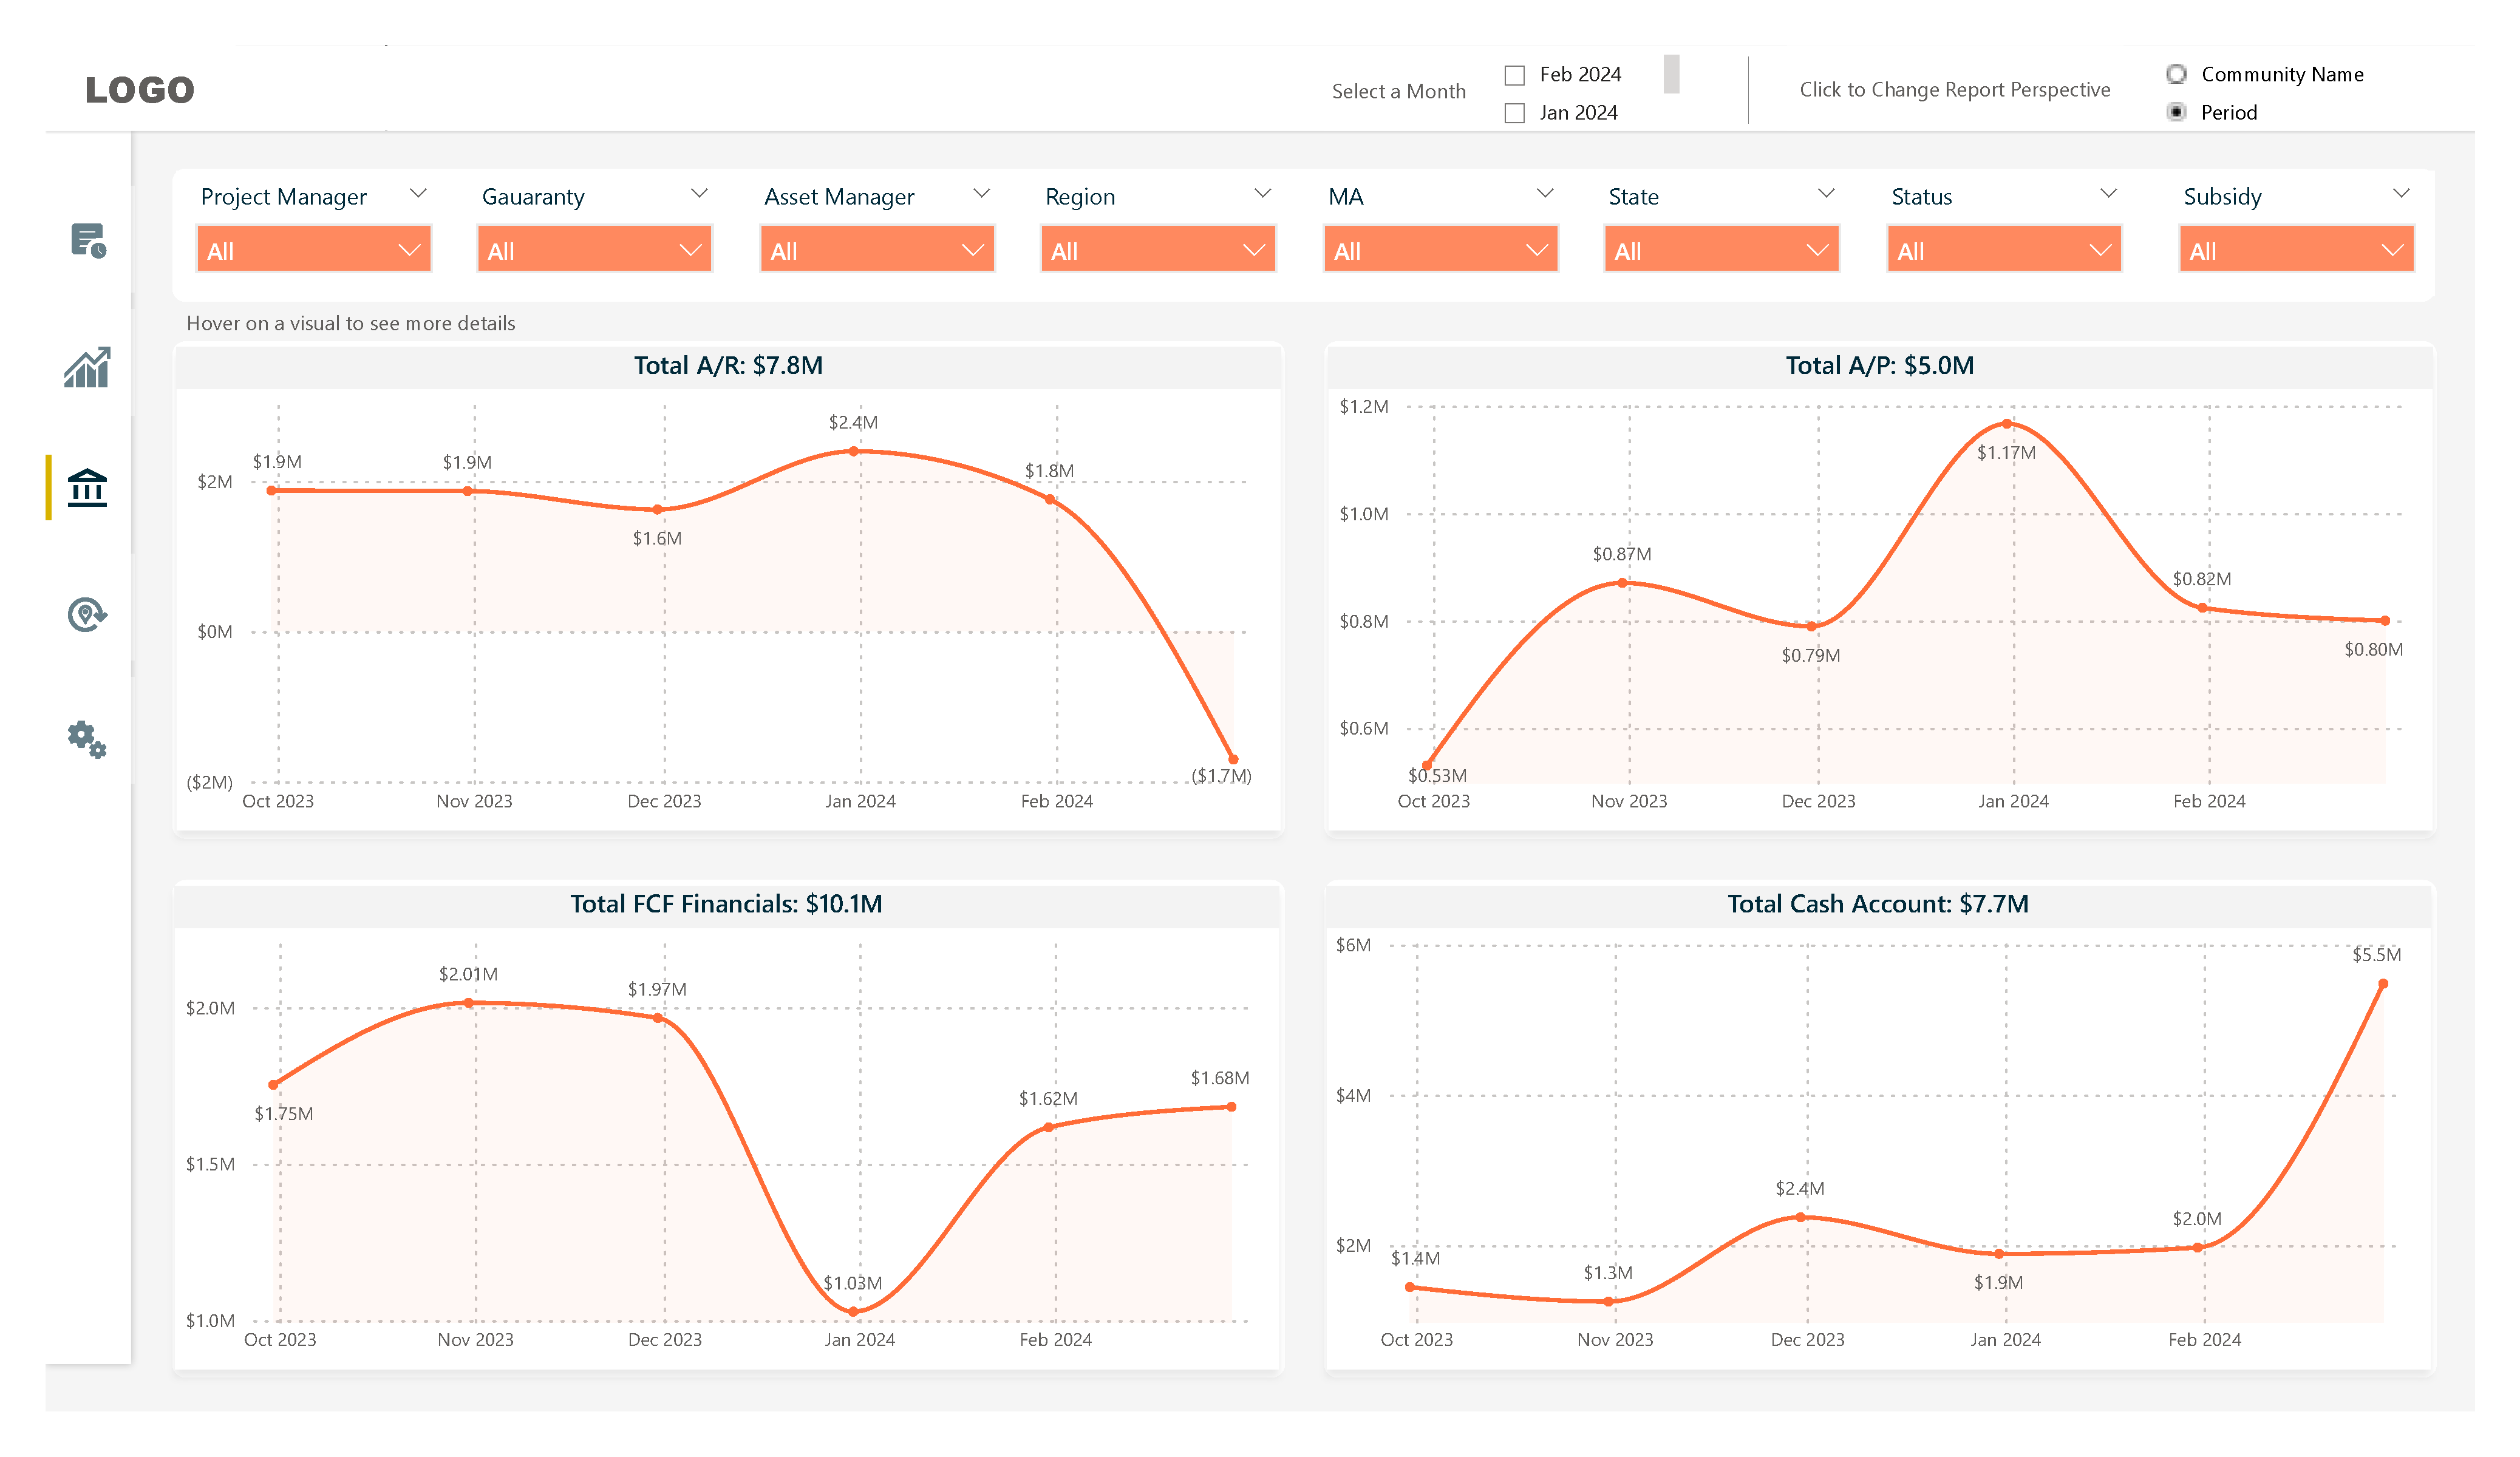 LOGO
Select a Month
Feb 2024
Jan 2024
Click to Change Report Perspective
Community Name
Period
Project Manager
Gauaranty
Asset Manager
Region
MA
State
Status
Subsidy
All
All
All
All
All
All
All
All
Hover on a visual to see more details
Total A/R: $7.8M
$2M
$0M
($2M)
$1.9M
$1.9M
$1.6M
$2.4M
$1.8M
($1.7M)
Oct 2023
Nov 2023
Dec 2023
Jan 2024
Feb 2024
Total A/P: $5.0M
$1.2M
$1.0M
$0.8M
$0.6M
$0.53M
$0.87M
$0.79M
$1.17M
$0.82M
$0.80M
Oct 2023
Nov 2023
Dec 2023
Jan 2024
Feb 2024
Total FCF Financials: $10.1M
$2.0M
$1.5M
$1.0M
$1.75M
$2.01M
$1.97M
$1.03M
$1.62M
$1.68M
Oct 2023
Nov 2023
Dec 2023
Jan 2024
Feb 2024
Total Cash Account: $7.7M
$6M
$4M
$2M
$1.4M
$1.3M
$2.4M
$1.9M
$2.0M
$5.5M
Oct 2023
Nov 2023
Dec 2023
Jan 2024
Feb 2024